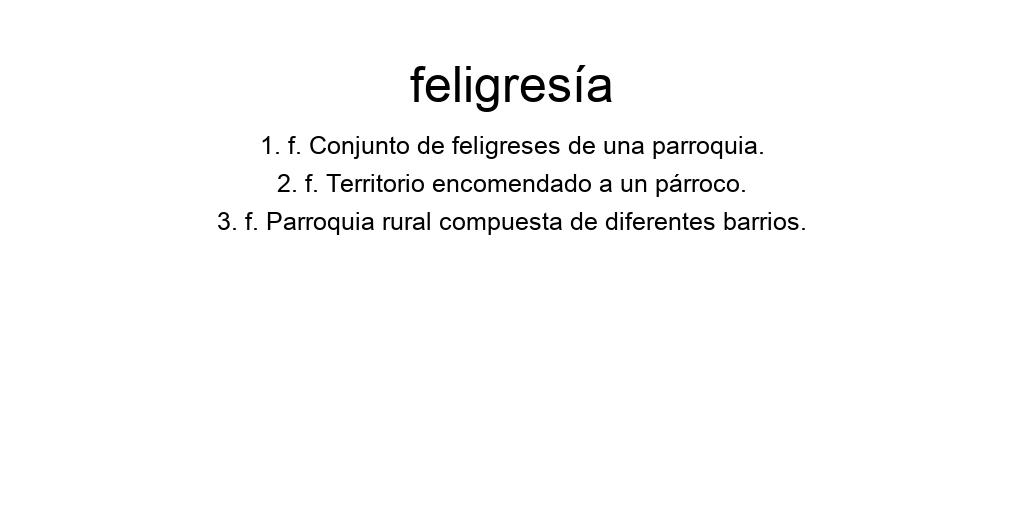 feligresía
1. f. Conjunto de feligreses de una parroquia.
2. f. Territorio encomendado a un párroco.
3. f. Parroquia rural compuesta de diferentes barrios.